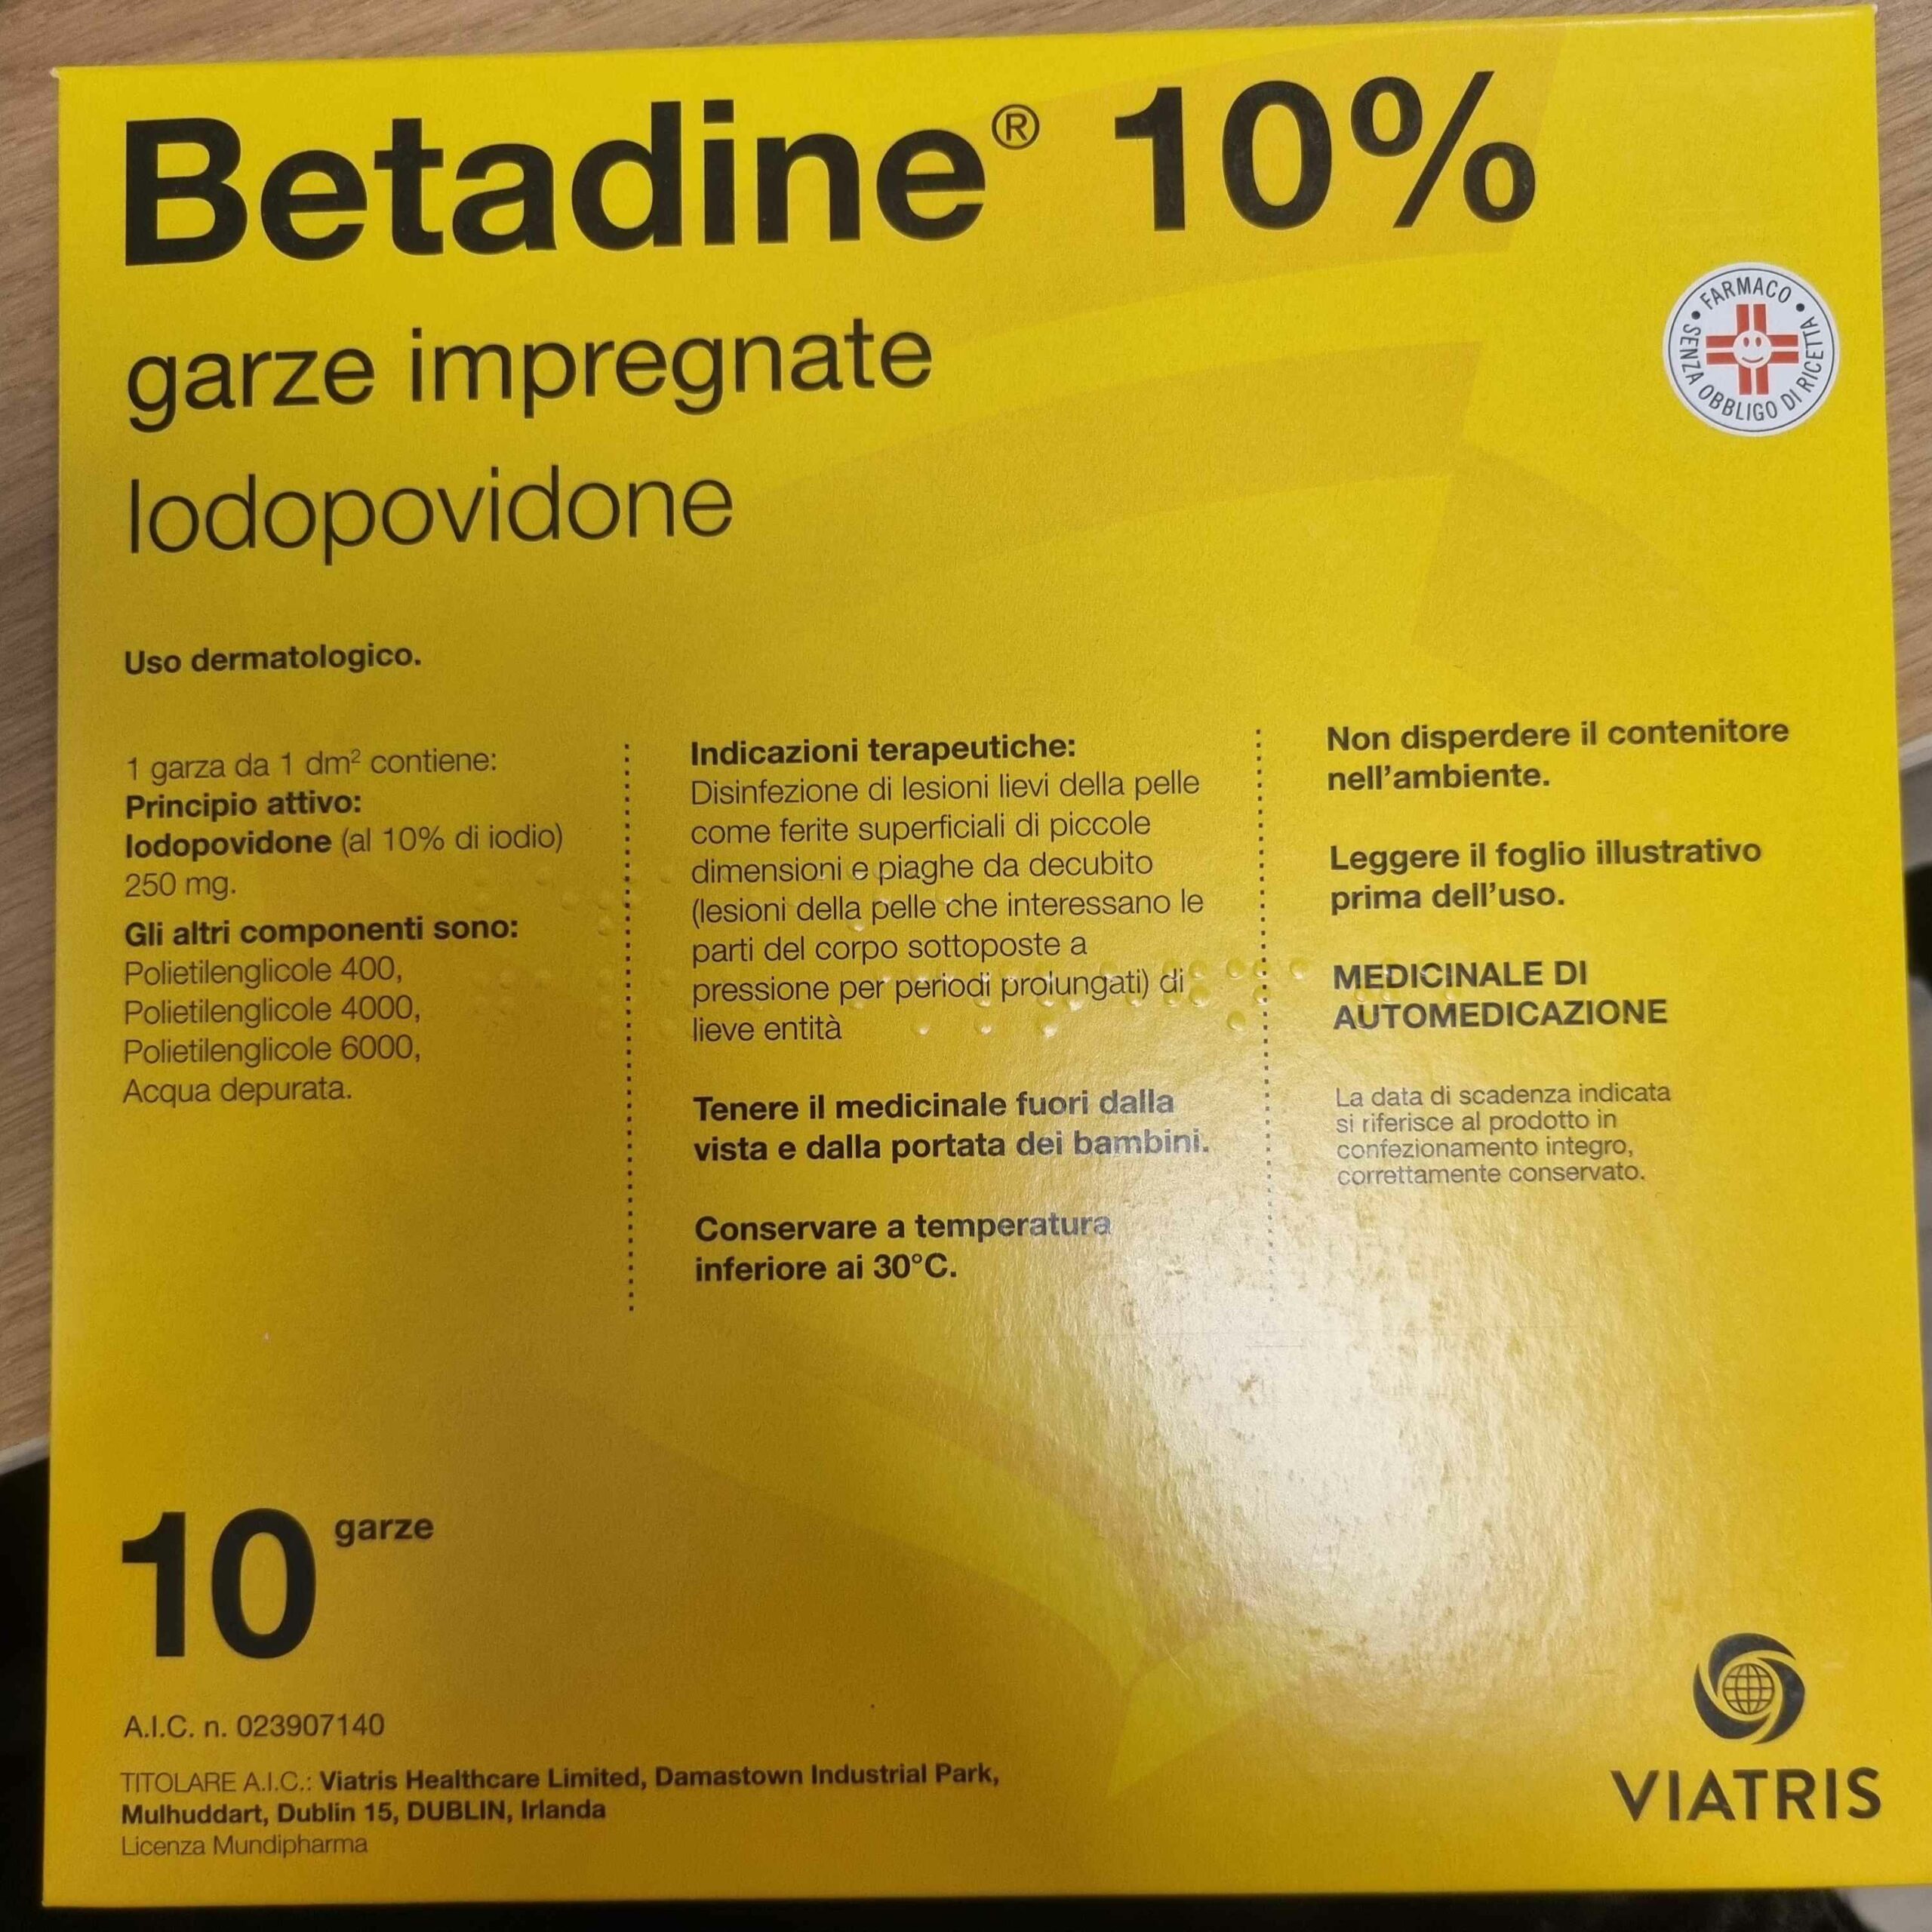 Betadine® 10%
garze impregnate
Iodopovidone
FARMACO • SENZA OBBLIGO DI RICETTA •
Uso dermatologico.
1 garza da 1 dm² contiene:
Principio attivo:
Iodopovidone (al 10% di iodio)
250 mg.
Gli altri componenti sono:
Polietilenglicole 400,
Polietilenglicole 4000,
Polietilenglicole 6000,
Acqua depurata.
Indicazioni terapeutiche:
Disinfezione di lesioni lievi della pelle
come ferite superficiali di piccole
dimensioni e piaghe da decubito
(lesioni della pelle che interessano le
parti del corpo sottoposte a
pressione per periodi prolungati) di
lieve entità
Tenere il medicinale fuori dalla
vista e dalla portata dei bambini.
Conservare a temperatura
inferiore ai 30°C.
Non disperdere il contenitore
nell'ambiente.
Leggere il foglio illustrativo
prima dell'uso.
MEDICINALE DI
AUTOMEDICAZIONE
La data di scadenza indicata
si riferisce al prodotto in
confezionamento integro,
correttamente conservato.
10 garze
A.I.C. n. 023907140
TITOLARE A.I.C.: Viatris Healthcare Limited, Damastown Industrial Park,
Mulhuddart, Dublin 15, DUBLIN, Irlanda
Licenza Mundipharma
VIATRIS